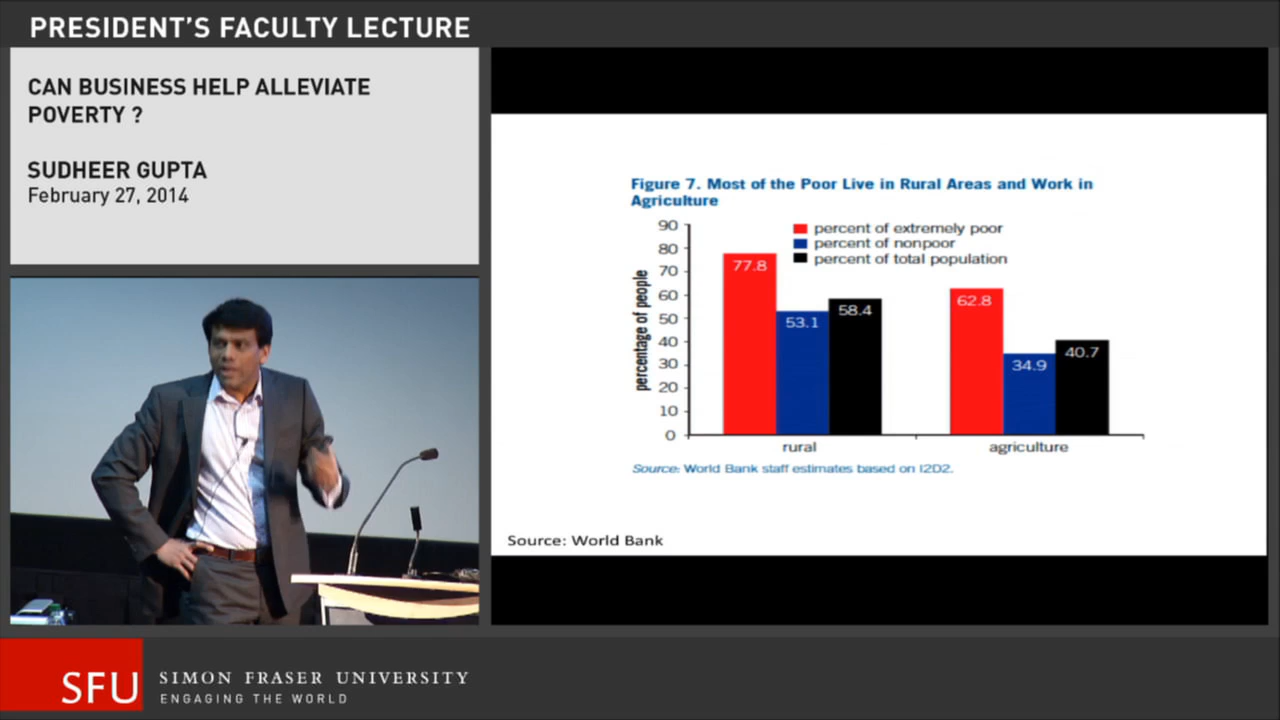 PRESIDENT'S FACULTY LECTURE
CAN BUSINESS HELP ALLEVIATE
POVERTY ?
SUDHEER GUPTA
February 27, 2014
Figure 7. Most of the Poor Live in Rural Areas and Work in
Agriculture
percent of extremely poor
percent of nonpoor
percent of total population
percentage of people
90
80
70
60
50
40
30
20
10
0
77.8
53.1
58.4
62.8
34.9
40.7
rural
agriculture
Source: World Bank staff estimates based on I2D2.
Source: World Bank
SFU
SIMON FRASER UNIVERSITY
ENGAGING THE WORLD